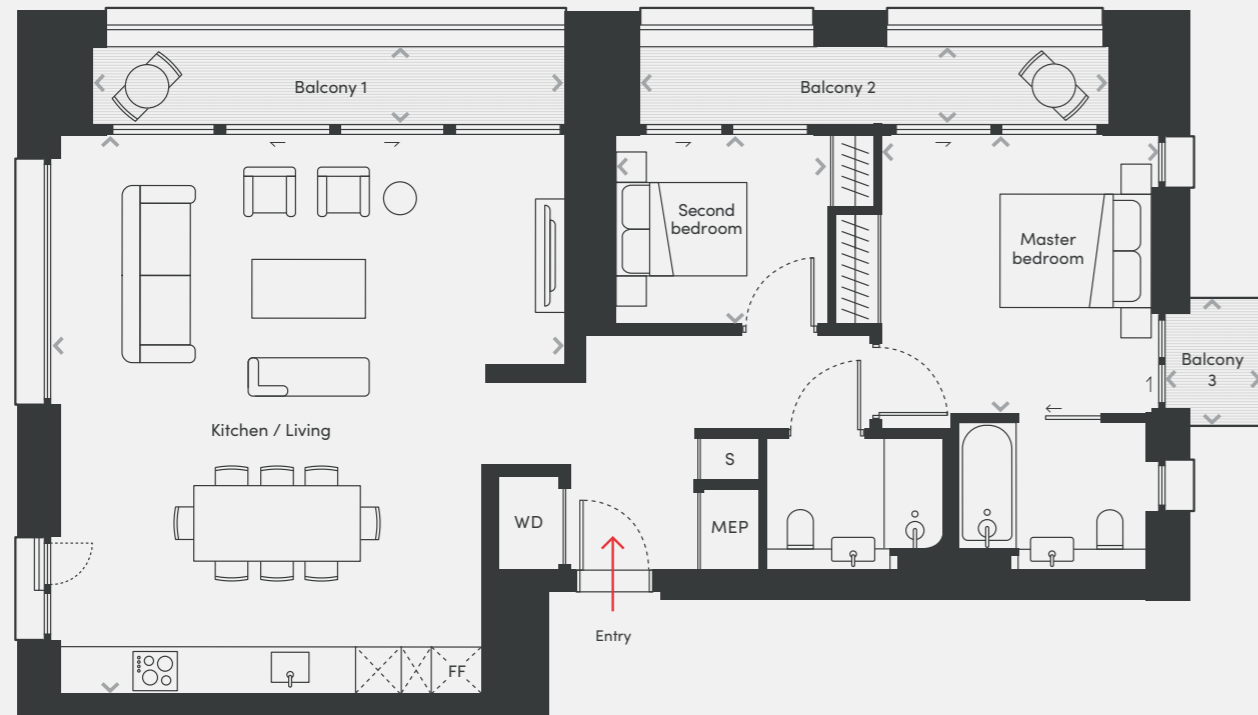 Balcony 1
Balcony 2
Second
bedroom
Master
bedroom
Balcony
3
Kitchen / Living
S
WD
MEP
Entry
FF